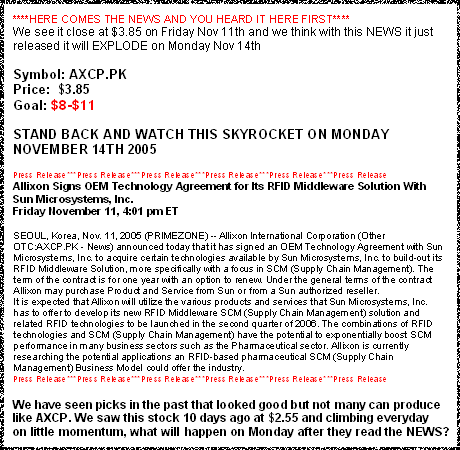 ****HERE COMES THE NEWS AND YOU HEARD IT HERE FIRST****
We see it close at $3.85 on Friday Nov 11th and we think with this NEWS it just
released it will EXPLODE on Monday Nov 14th
Symbol: AXCP.PK
Price: $3.85
Goal: $8-$11
STAND BACK AND WATCH THIS SKYROCKET ON MONDAY
NOVEMBER 14TH 2005
Press Release***Press Release***Press Release***Press Release***Press Release***Press Release
Allixon Signs OEM Technology Agreement for Its RFID Middleware Solution With
Sun Microsystems, Inc.
Friday November 11, 4:01 pm ET
SEOUL, Korea, Nov. 11, 2005 (PRIMEZONE) -- Allixon International Corporation (Other
OTC:AXCP.PK - News) announced today that it has signed an OEM Technology Agreement with Sun
Microsystems, Inc. to acquire certain technologies available by Sun Microsystems, Inc. to build-out its
RFID Middleware Solution, more specifically with a focus in SCM (Supply Chain Management). The
term of the contract is for one year with an option to renew. Under the general terms of the contract
Allixon may purchase Product and Service from Sun or from a Sun authorized reseller.
It is expected that Allixon will utilize the various products and services that Sun Microsystems, Inc.
has to offer to develop its new RFID Middleware SCM (Supply Chain Management) solution and
related RFID technologies to be launched in the second quarter of 2006. The combinations of RFID
technologies and SCM (Supply Chain Management) have the potential to exponentially boost SCM
performance in many business sectors such as the Pharmaceutical sector. Allixon is currently
researching the potential applications an RFID-based pharmaceutical SCM (Supply Chain
Management) Business Model could offer the industry.
Press Release***Press Release***Press Release***Press Release***Press Release***Press Release
We have seen picks in the past that looked good but not many can produce
like AXCP. We saw this stock 10 days ago at $2.55 and climbing everyday
on little momentum, what will happen on Monday after they read the NEWS?